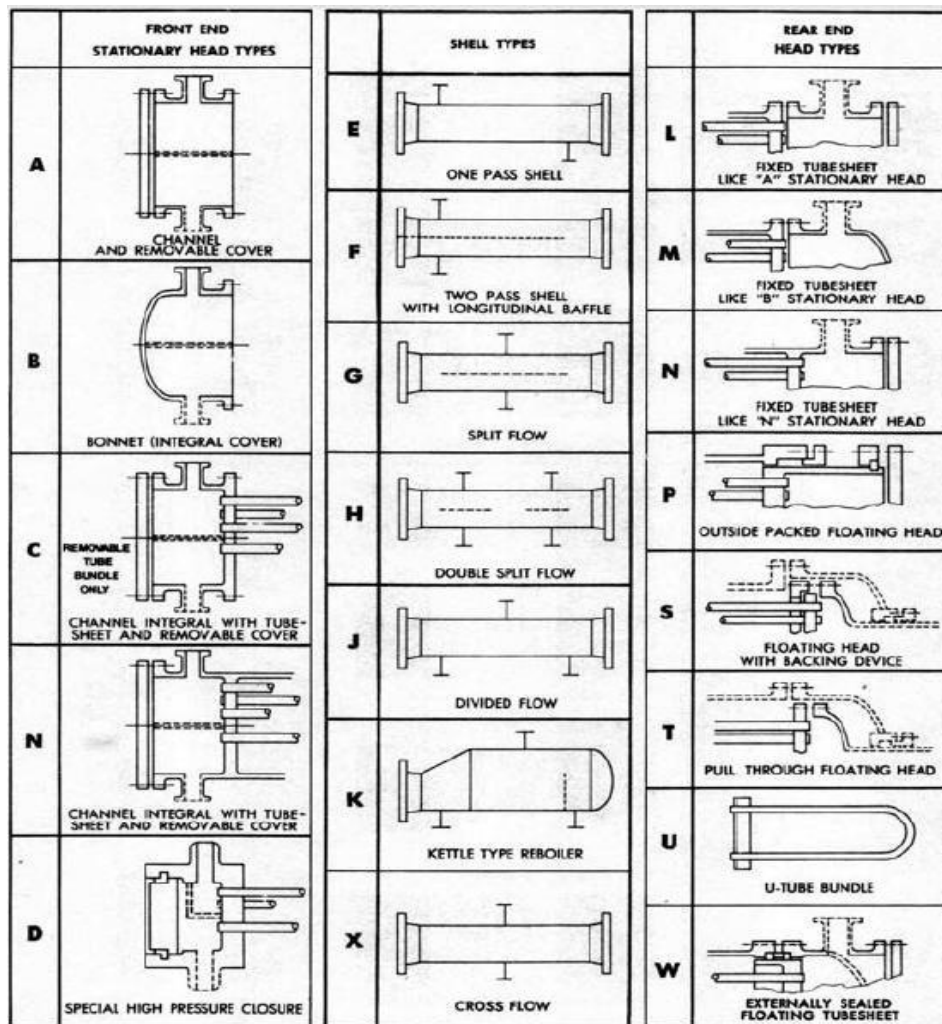 FRONT END
STATIONARY HEAD TYPES
A
CHANNEL
AND REMOVABLE COVER
B
BONNET (INTEGRAL COVER)
C
REMOVABLE
TUBE
BUNDLE
ONLY
CHANNEL INTEGRAL WITH TUBE-
SHEET AND REMOVABLE COVER
N
CHANNEL INTEGRAL WITH TUBE-
SHEET AND REMOVABLE COVER
D
SPECIAL HIGH PRESSURE CLOSURE
SHELL TYPES
E
ONE PASS SHELL
F
TWO PASS SHELL
WITH LONGITUDINAL BAFFLE
G
SPLIT FLOW
H
DOUBLE SPLIT FLOW
J
DIVIDED FLOW
K
KETTLE TYPE REBOILER
X
CROSS FLOW
REAR END
HEAD TYPES
L
FIXED TUBESHEET
LIKE "A" STATIONARY HEAD
M
FIXED TUBESHEET
LIKE "B" STATIONARY HEAD
N
FIXED TUBESHEET
LIKE "N" STATIONARY HEAD
P
OUTSIDE PACKED FLOATING HEAD
S
FLOATING HEAD
WITH BACKING DEVICE
T
PULL THROUGH FLOATING HEAD
U
U-TUBE BUNDLE
W
EXTERNALLY SEALED
FLOATING TUBESHEET